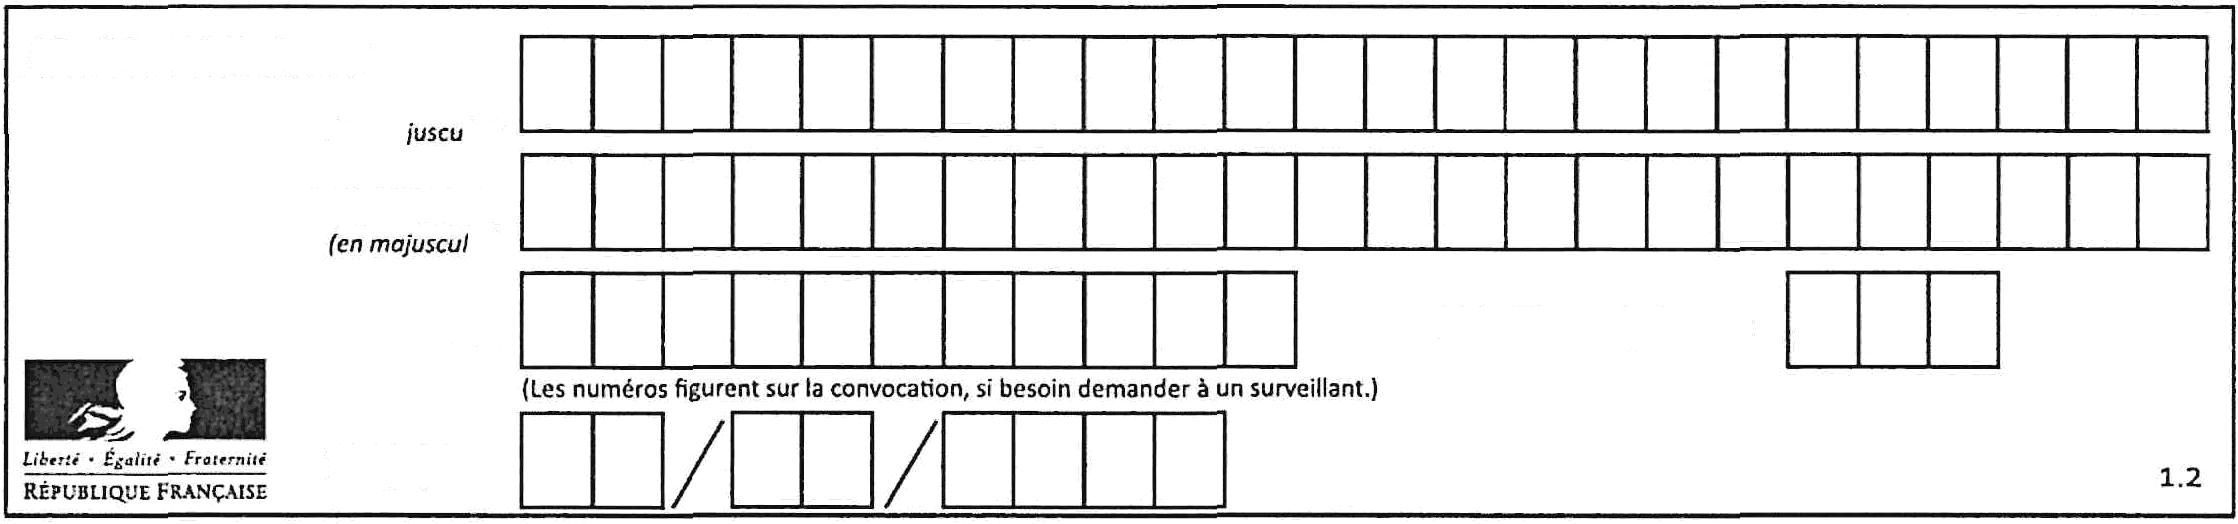 juscu
(en majuscul
(Les numéros figurent sur la convocation, si besoin demander à un surveillant.)
Liberté • Égalité • Fraternité
RÉPUBLIQUE FRANÇAISE
1.2